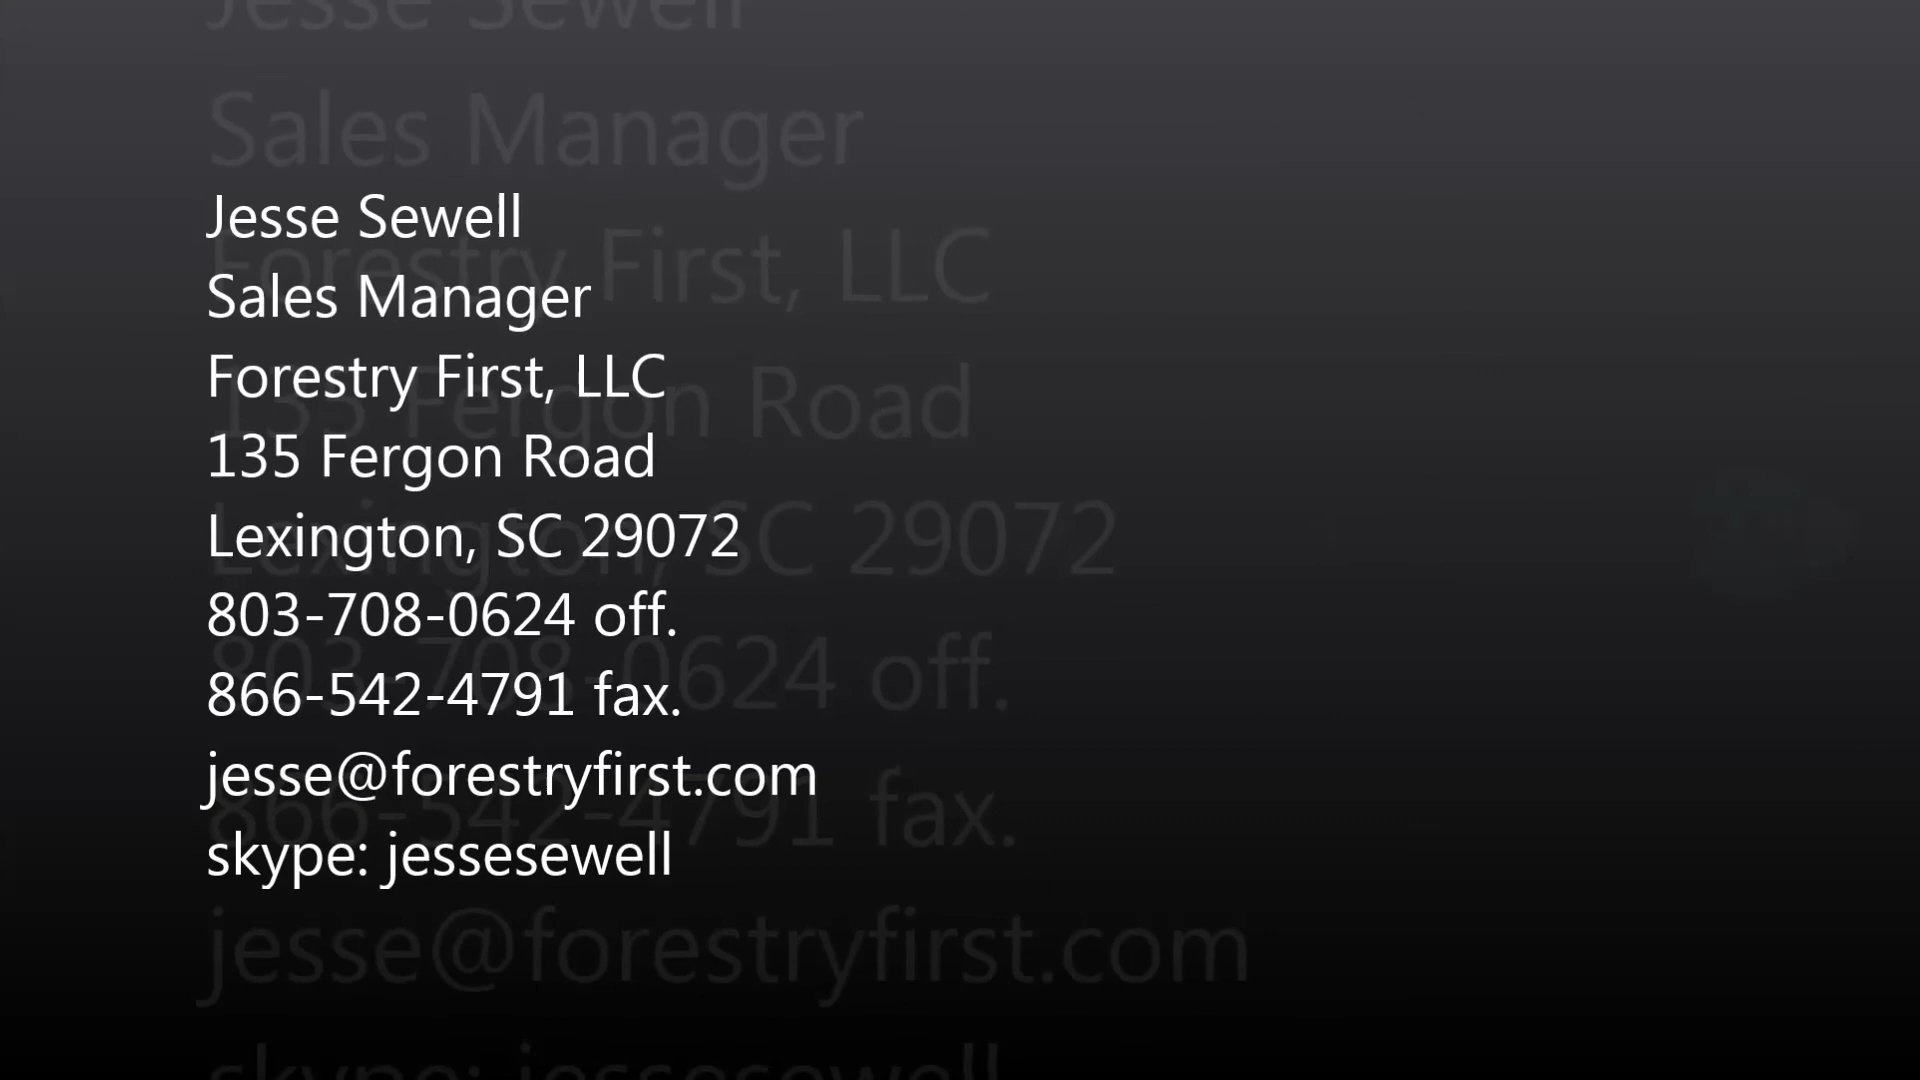 Jesse Sewell
Sales Manager
Forestry First, LLC
135 Fergon Road
Lexington, SC 29072
803-708-0624 off.
866-542-4791 fax.
jesse@forestryfirst.com
skype: jessesewell